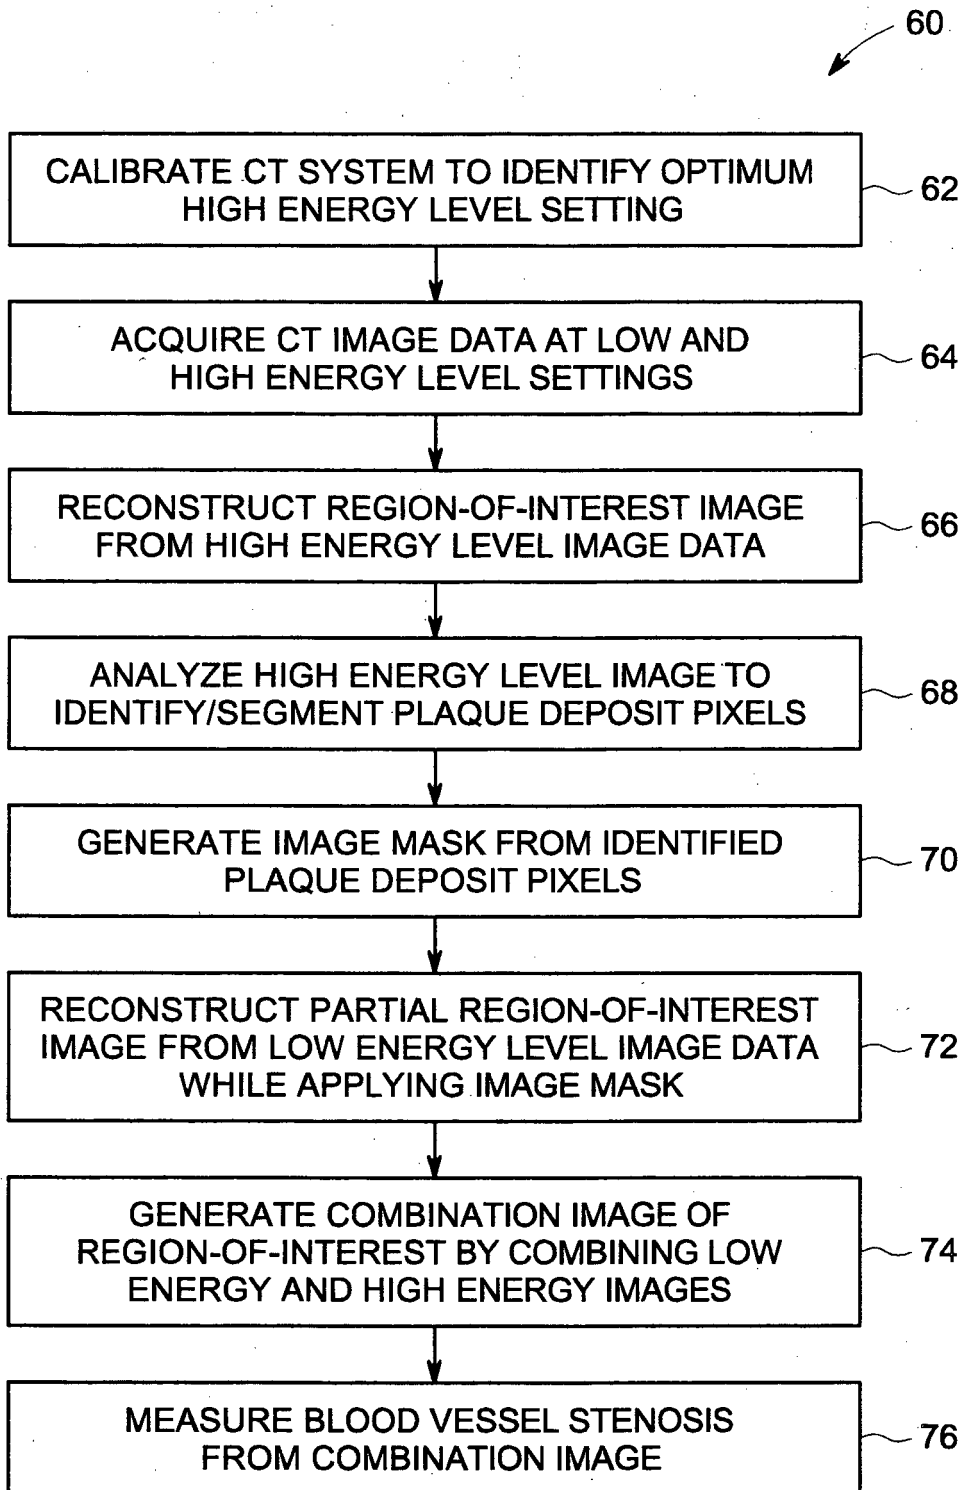 60
CALIBRATE CT SYSTEM TO IDENTIFY OPTIMUM
HIGH ENERGY LEVEL SETTING
62
ACQUIRE CT IMAGE DATA AT LOW AND
HIGH ENERGY LEVEL SETTINGS
64
RECONSTRUCT REGION-OF-INTEREST IMAGE
FROM HIGH ENERGY LEVEL IMAGE DATA
66
ANALYZE HIGH ENERGY LEVEL IMAGE TO
IDENTIFY/SEGMENT PLAQUE DEPOSIT PIXELS
68
GENERATE IMAGE MASK FROM IDENTIFIED
PLAQUE DEPOSIT PIXELS
70
RECONSTRUCT PARTIAL REGION-OF-INTEREST
IMAGE FROM LOW ENERGY LEVEL IMAGE DATA
WHILE APPLYING IMAGE MASK
72
GENERATE COMBINATION IMAGE OF
REGION-OF-INTEREST BY COMBINING LOW
ENERGY AND HIGH ENERGY IMAGES
74
MEASURE BLOOD VESSEL STENOSIS
FROM COMBINATION IMAGE
76